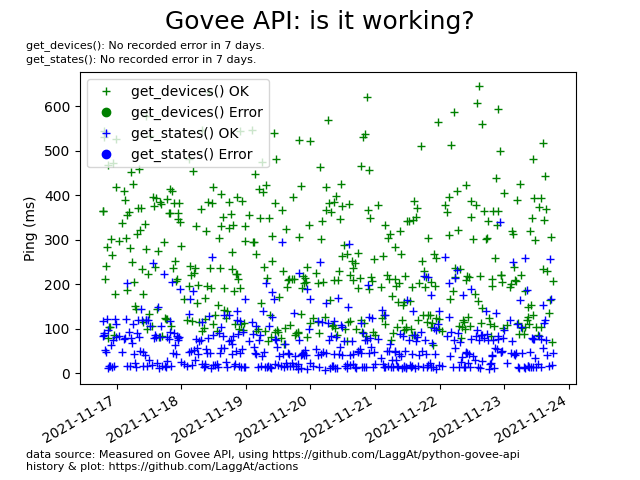 Govee API: is it working?
get_devices(): No recorded error in 7 days.
get_states(): No recorded error in 7 days.
get_devices() OK
get_devices() Error
get_states() OK
get_states() Error
Ping (ms)
600
500
400
300
200
100
0
2021-11-17
2021-11-18
2021-11-19
2021-11-20
2021-11-21
2021-11-22
2021-11-23
2021-11-24
data source: Measured on Govee API, using https://github.com/LaggAt/python-govee-api
history & plot: https://github.com/LaggAt/actions